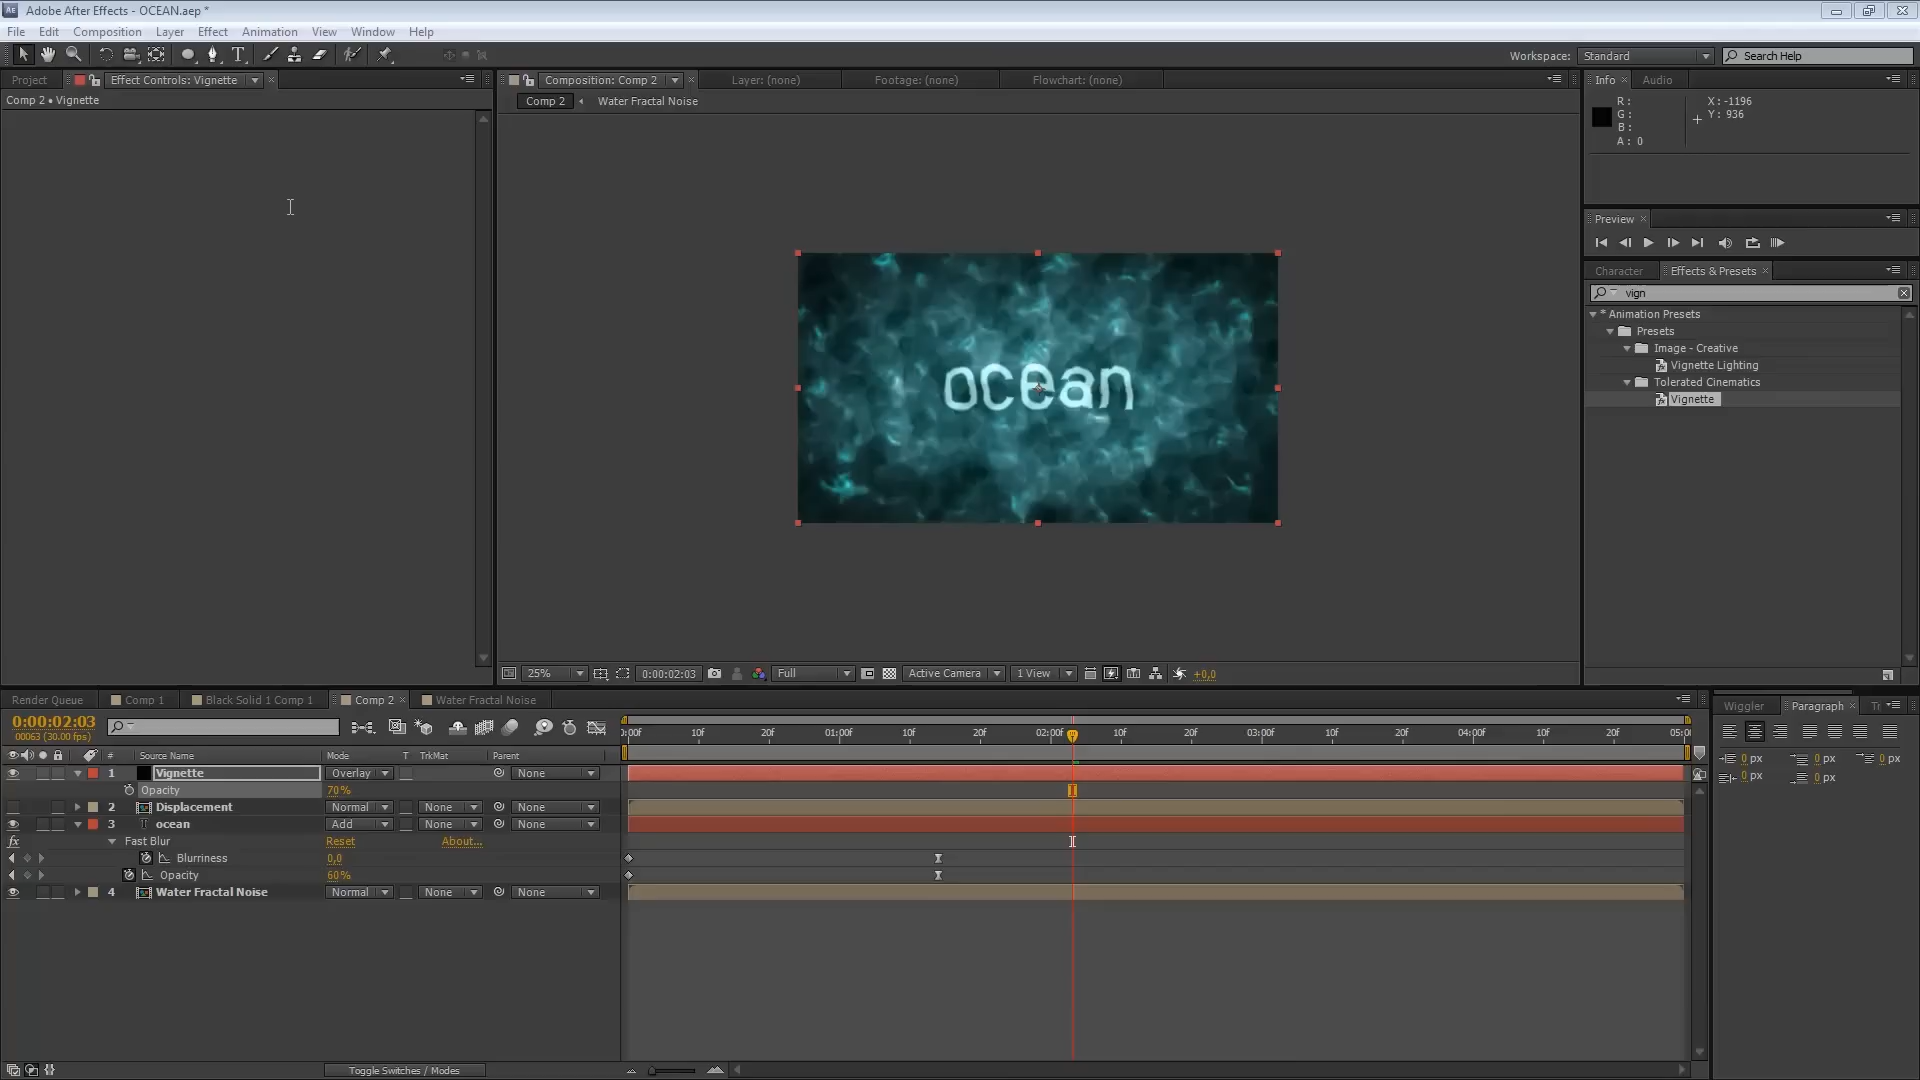 Ae Adobe After Effects - OCEAN.aep *
File Edit Composition Layer Effect Animation View Window Help
Workspace: Standard Search Help
Project Effect Controls: Vignette
Comp 2 • Vignette
Composition: Comp 2 Layer: (none) Footage: (none) Flowchart: (none)
Comp 2 Water Fractal Noise
ocean
25% 0:00:02:03 Full Active Camera 1 View +0,0
Info Audio
R: X: -1196
G: Y: 936
B:
A: 0
Preview
Character Effects & Presets
vign
* Animation Presets
Presets
Image - Creative
Vignette Lighting
Tolerated Cinematics
Vignette
Render Queue Comp 1 Black Solid 1 Comp 1 Comp 2 Water Fractal Noise
0:00:02:03
00063 (30.00 fps)
):00f 10f 20f 01:00f 10f 20f 02:00f 10f 20f 03:00f 10f 20f 04:00f 10f 20f 05:0
# Source Name Mode T TrkMat Parent
1 Vignette Overlay None
Opacity 70%
2 Displacement Normal None None
3 T ocean Add None None
fx Fast Blur Reset About...
Blurriness 0,0
Opacity 60%
4 Water Fractal Noise Normal None None
Toggle Switches / Modes
Wiggler Paragraph Tr
0 px 0 px 0 px
0 px 0 px